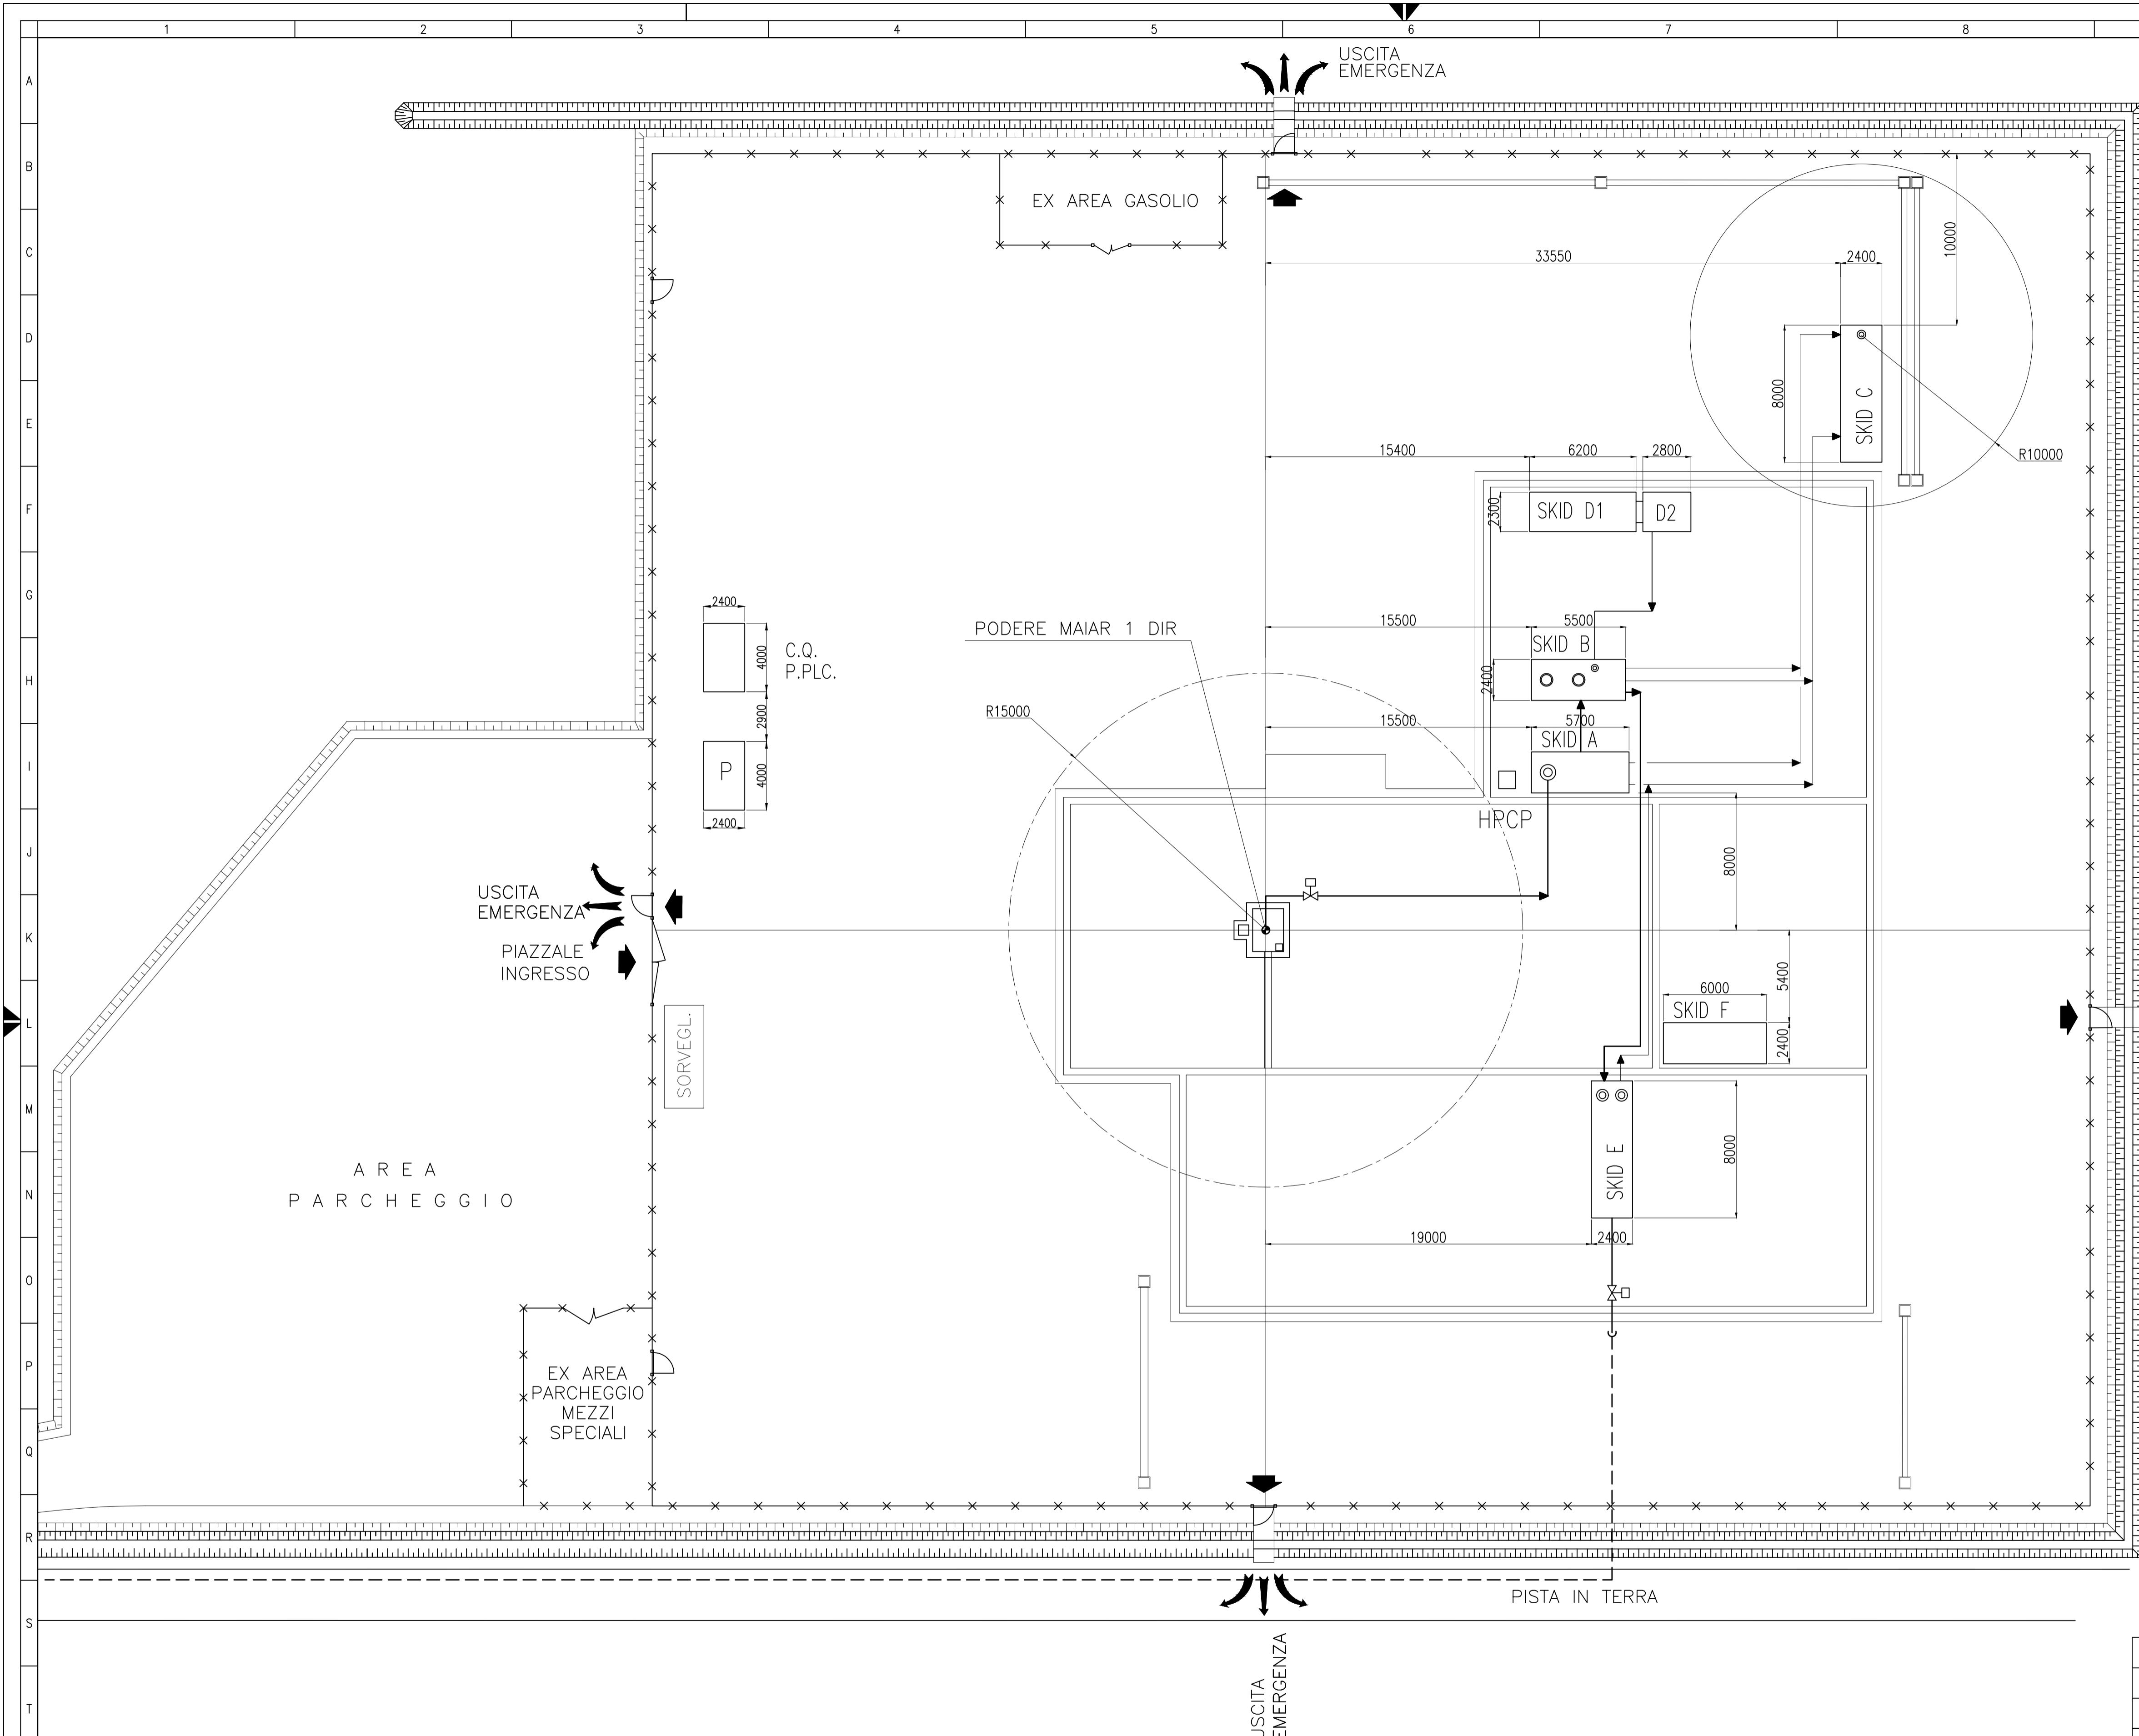 1 2 3 4 5 6 7 8
A
B
C
D
E
F
G
H
I
J
K
L
M
N
O
P
Q
R
S
T
USCITA
EMERGENZA
EX AREA GASOLIO
33550
2400
10000
8000
SKID C
R10000
15400
6200
2800
2300
SKID D1
D2
2400
4000
C.Q.
P.PLC.
2900
P
4000
2400
PODERE MAIAR 1 DIR
R15000
15500
5500
SKID B
2400
15500
5700
SKID A
HPCP
8000
USCITA
EMERGENZA
PIAZZALE
INGRESSO
SORVEGL.
5400
6000
SKID F
2400
SKID E
8000
19000
2400
AREA
PARCHEGGIO
EX AREA
PARCHEGGIO
MEZZI
SPECIALI
PISTA IN TERRA
USCITA
EMERGENZA